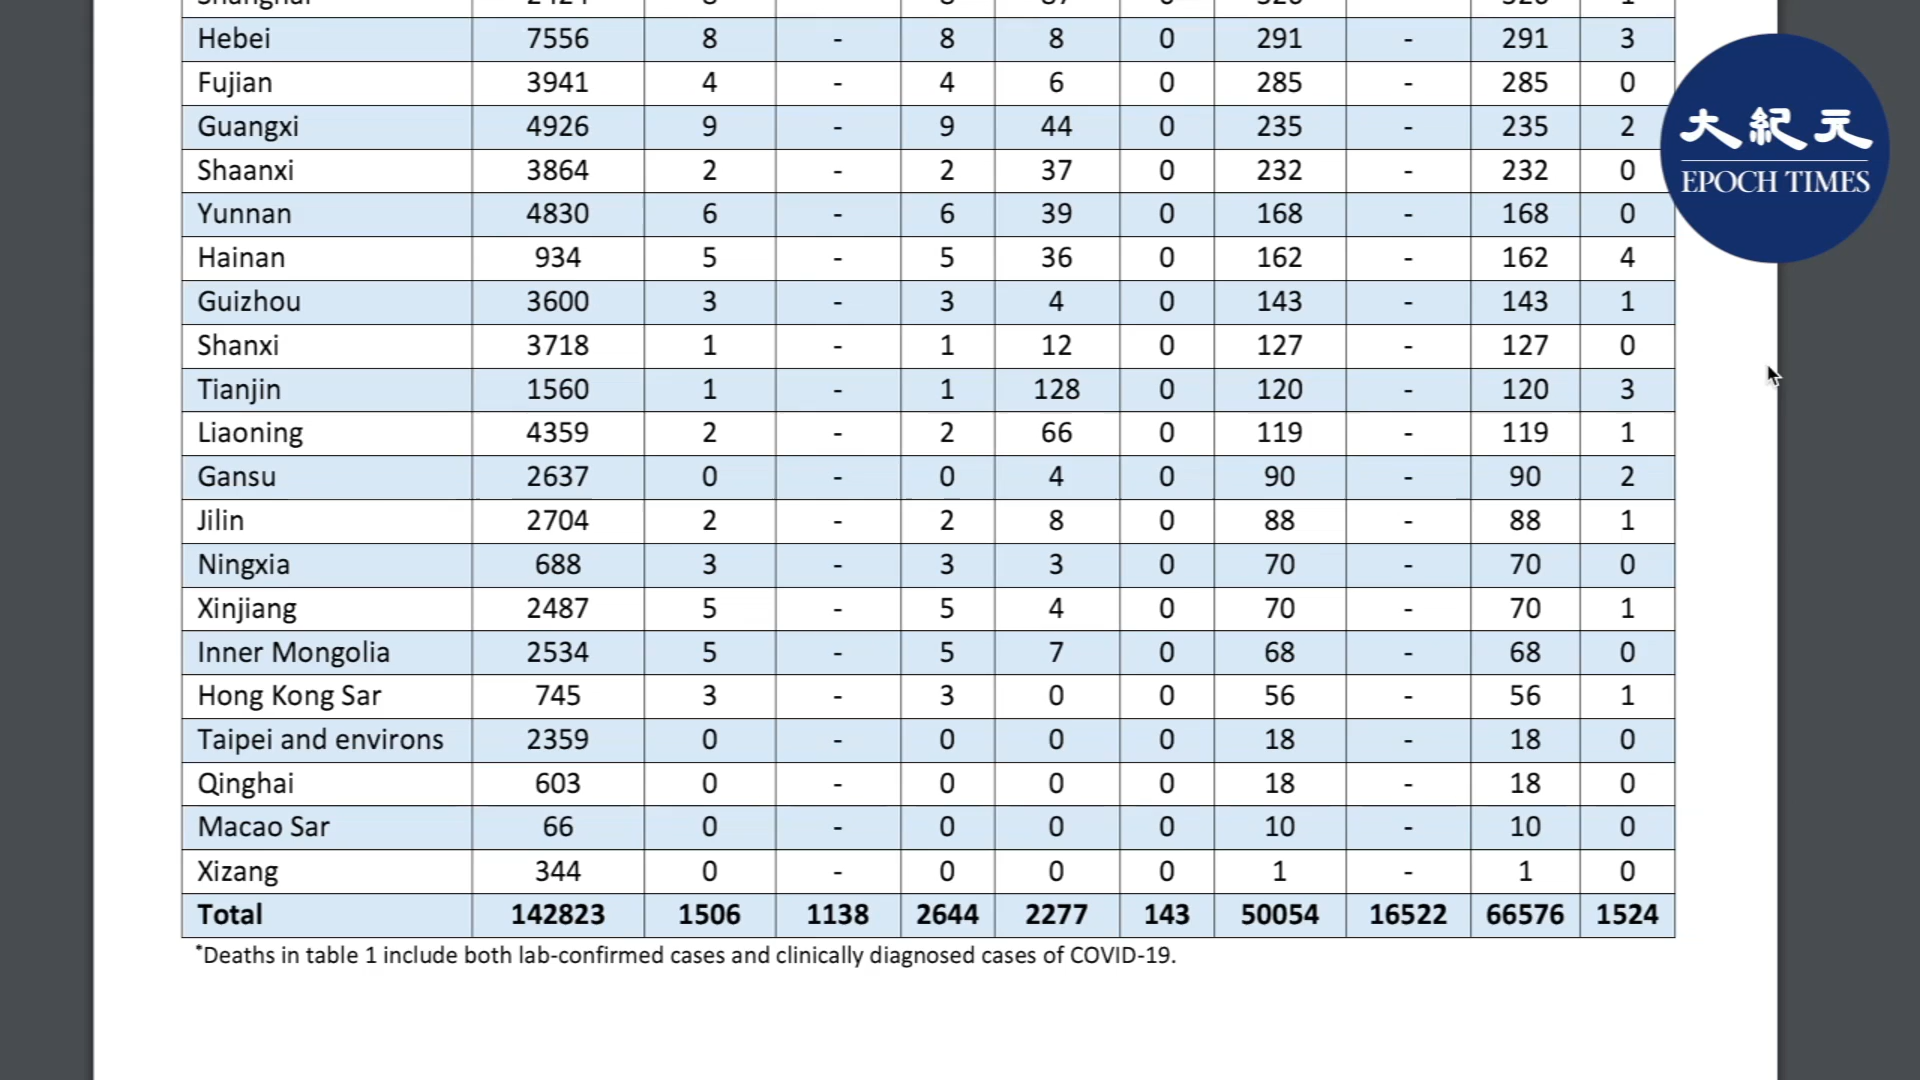 Hebei 7556 8 - 8 8 0 291 - 291 3
Fujian 3941 4 - 4 6 0 285 - 285 0
Guangxi 4926 9 - 9 44 0 235 - 235 2
Shaanxi 3864 2 - 2 37 0 232 - 232 0
Yunnan 4830 6 - 6 39 0 168 - 168 0
Hainan 934 5 - 5 36 0 162 - 162 4
Guizhou 3600 3 - 3 4 0 143 - 143 1
Shanxi 3718 1 - 1 12 0 127 - 127 0
Tianjin 1560 1 - 1 128 0 120 - 120 3
Liaoning 4359 2 - 2 66 0 119 - 119 1
Gansu 2637 0 - 0 4 0 90 - 90 2
Jilin 2704 2 - 2 8 0 88 - 88 1
Ningxia 688 3 - 3 3 0 70 - 70 0
Xinjiang 2487 5 - 5 4 0 70 - 70 1
Inner Mongolia 2534 5 - 5 7 0 68 - 68 0
Hong Kong Sar 745 3 - 3 0 0 56 - 56 1
Taipei and environs 2359 0 - 0 0 0 18 - 18 0
Qinghai 603 0 - 0 0 0 18 - 18 0
Macao Sar 66 0 - 0 0 0 10 - 10 0
Xizang 344 0 - 0 0 0 1 - 1 0
Total 142823 1506 1138 2644 2277 143 50054 16522 66576 1524
*Deaths in table 1 include both lab-confirmed cases and clinically diagnosed cases of COVID-19.
大紀元
EPOCH TIMES